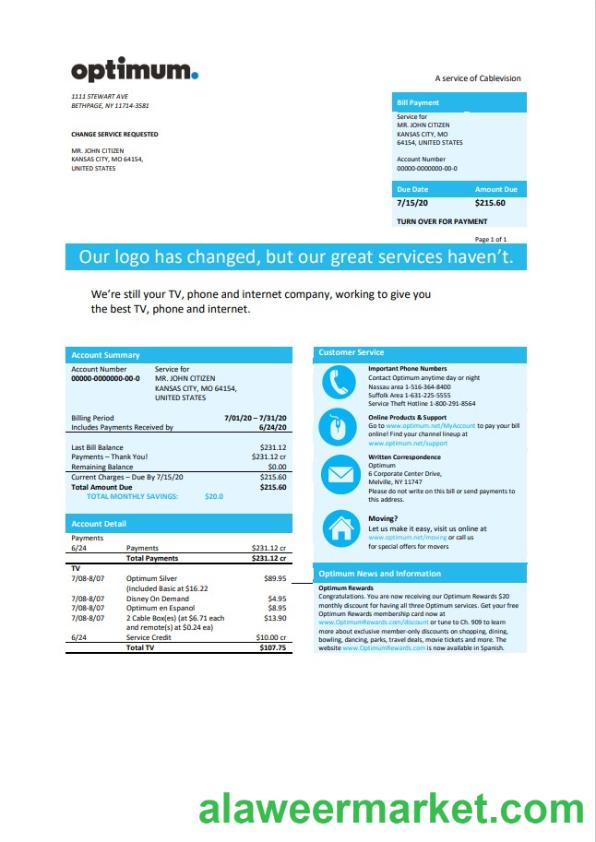 optimum.
A service of Cablevision
1111 STEWART AVE
BETHPAGE, NY 11714-3581
CHANGE SERVICE REQUESTED
MR. JOHN CITIZEN
KANSAS CITY, MO 64154,
UNITED STATES
Bill Payment
Service for
MR. JOHN CITIZEN
KANSAS CITY, MO
64154, UNITED STATES
Account Number
00000-0000000-00-0
Due Date Amount Due
7/15/20 $215.60
TURN OVER FOR PAYMENT
Page 1 of 1
Our logo has changed, but our great services haven't.
We're still your TV, phone and internet company, working to give you
the best TV, phone and internet.
Account Summary
Account Number Service for
00000-0000000-00-0 MR. JOHN CITIZEN
KANSAS CITY, MO 64154,
UNITED STATES
Billing Period 7/01/20 – 7/31/20
Includes Payments Received by 6/24/20
Last Bill Balance $231.12
Payments – Thank You! $231.12 cr
Remaining Balance $0.00
Current Charges – Due By 7/15/20 $215.60
Total Amount Due $215.60
TOTAL MONTHLY SAVINGS: $20.0
Account Detail
Payments
6/24 Payments $231.12 cr
Total Payments $231.12 cr
TV
7/08-8/07 Optimum Silver $89.95
(Included Basic at $16.22
7/08-8/07 Disney On Demand $4.95
7/08-8/07 Optimum en Espanol $8.95
7/08-8/07 2 Cable Box(es) (at $6.71 each $13.90
and remote(s) at $0.24 ea)
6/24 Service Credit $10.00 cr
Total TV $107.75
Customer Service
Important Phone Numbers
Contact Optimum anytime day or night
Nassau area 1-516-364-8400
Suffolk Area 1-631-225-5555
Service Theft Hotline 1-800-291-8564
Online Products & Support
Go to www.optimum.net/MyAccount to pay your bill
online! Find your channel lineup at
www.optimum.net/support
Written Correspondence
Optimum
6 Corporate Center Drive,
Melville, NY 11747
Please do not write on this bill or send payments to
this address.
Moving?
Let us make it easy, visit us online at
www.optimum.net/moving or call us
for special offers for movers
Optimum News and Information
Optimum Rewards
Congratulations. You are now receiving our Optimum Rewards $20
monthly discount for having all three Optimum services. Get your free
Optimum Rewards membership card now at
www.OptimumRewards.com/discount or tune to Ch. 909 to learn
more about exclusive member-only discounts on shopping, dining,
bowling, dancing, parks, travel deals, movie tickets and more. The
website www.OptimumRewards.com is now available in Spanish.
alaweermarket.com